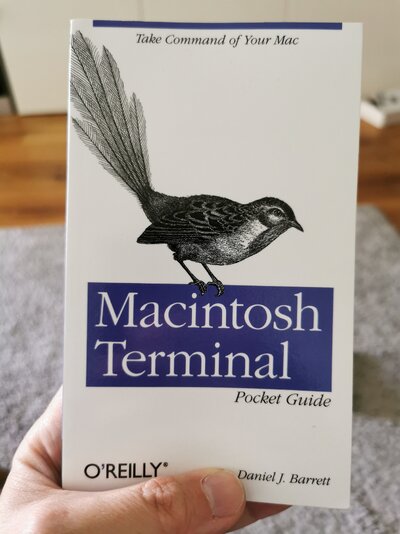 Take Command of Your Mac
Macintosh
Terminal
Pocket Guide
O'REILLY®
Daniel J. Barrett